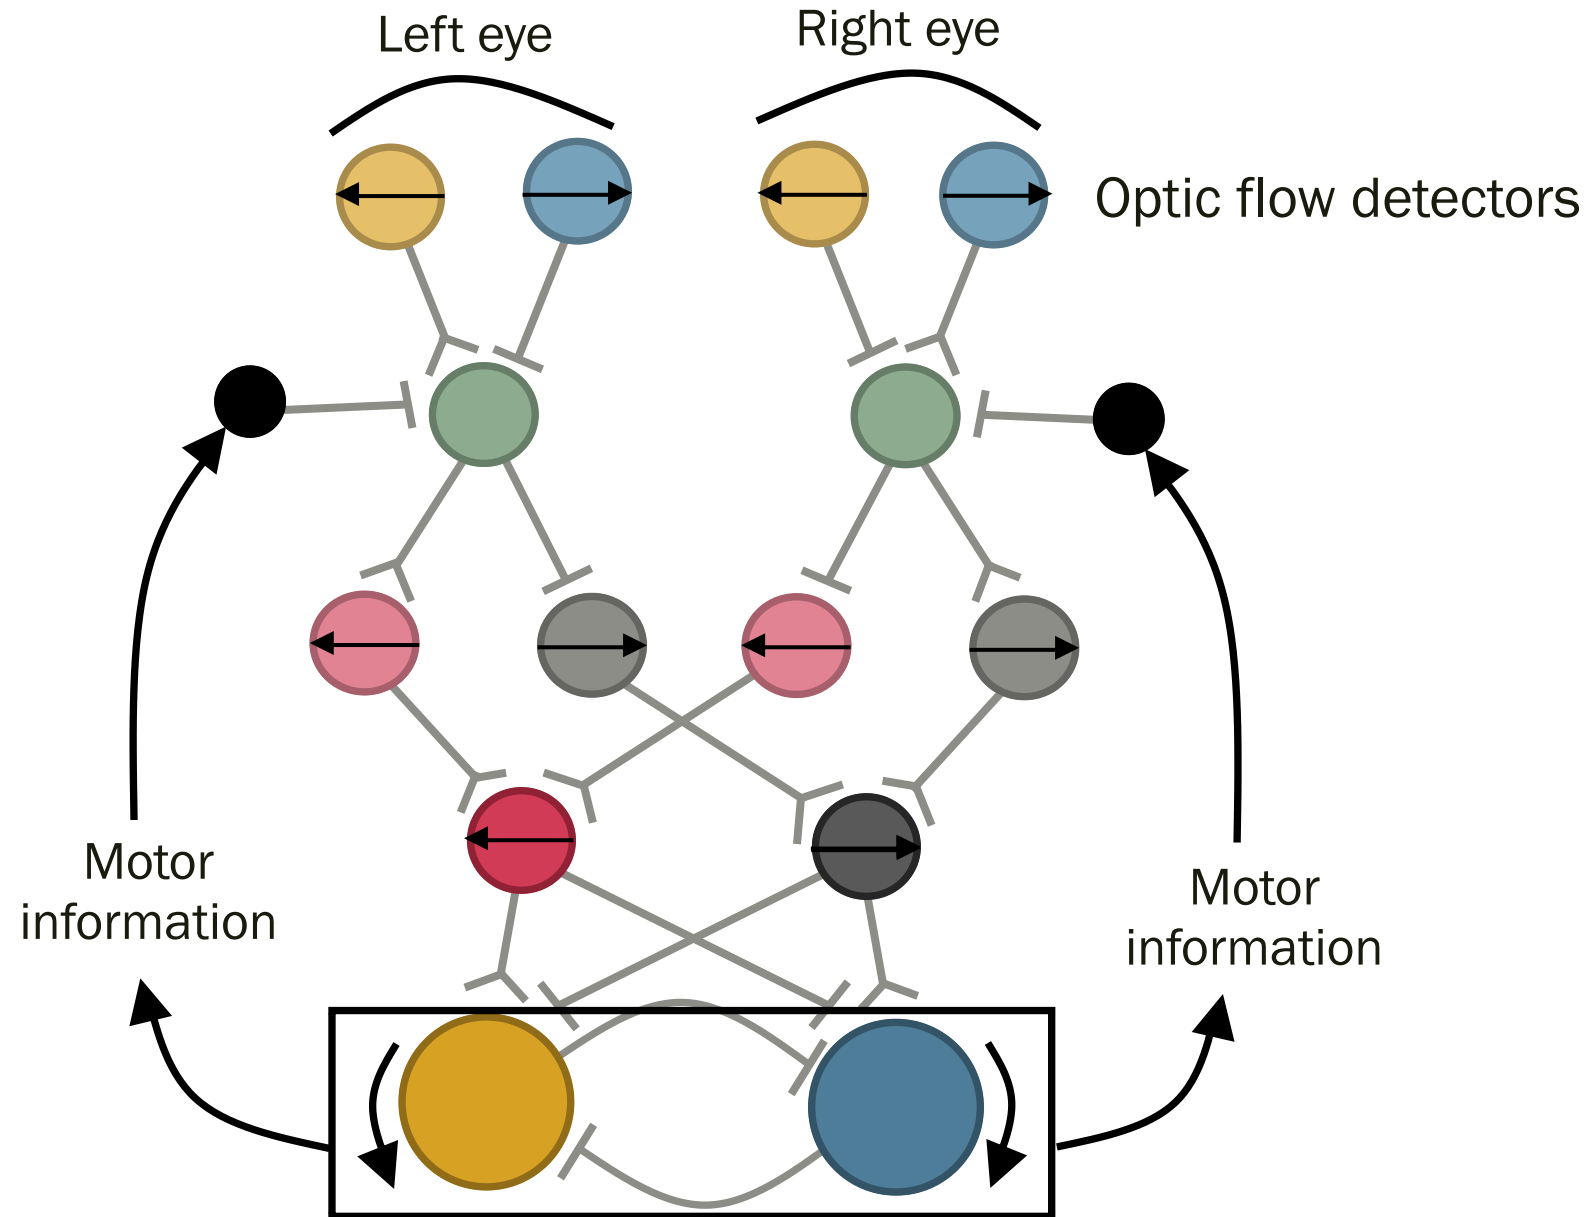 Left eye
Right eye
Optic flow detectors
Motor
information
Motor
information